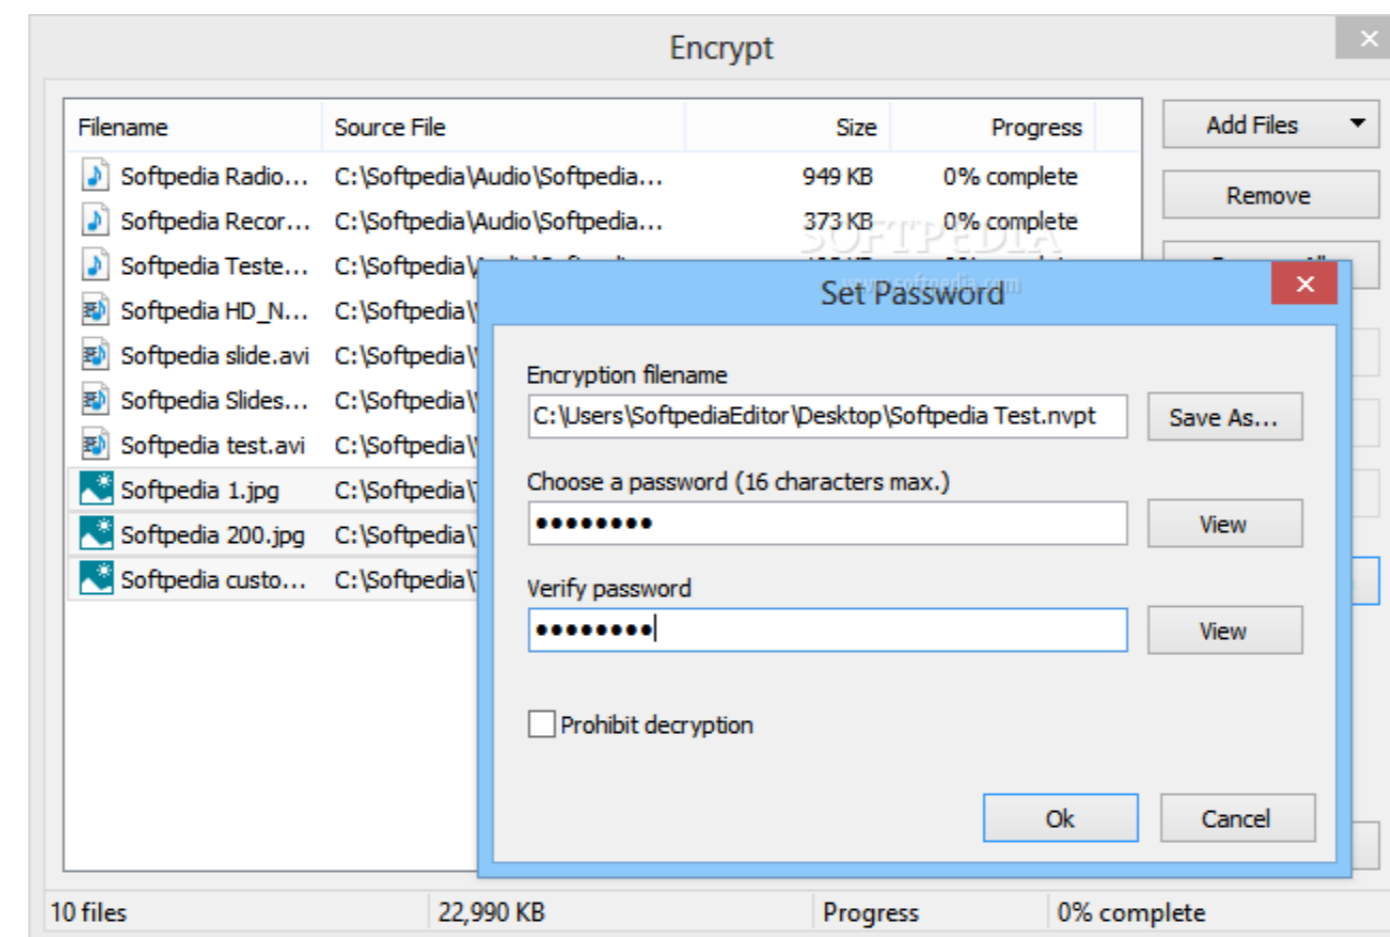 Encrypt
Filename Source File Size Progress
Add Files
Softpedia Radio... C:\Softpedia\Audio\Softpedia... 949 KB 0% complete
Remove
Softpedia Recor... C:\Softpedia\Audio\Softpedia... 373 KB 0% complete
SOFTPEDIA
Softpedia Teste... C:\Softpedia\
www.softpedia.com
Set Password
Softpedia HD_N... C:\Softpedia\
Softpedia slide.avi C:\Softpedia\
Encryption filename
Softpedia Slides... C:\Softpedia\
C:\Users\SoftpediaEditor\Desktop\Softpedia Test.nvpt Save As...
Softpedia test.avi C:\Softpedia\
Softpedia 1.jpg C:\Softpedia\
Choose a password (16 characters max.)
Softpedia 200.jpg C:\Softpedia\
•••••••• View
Softpedia custo... C:\Softpedia\
Verify password
•••••••• View
Prohibit decryption
Ok Cancel
10 files 22,990 KB Progress 0% complete